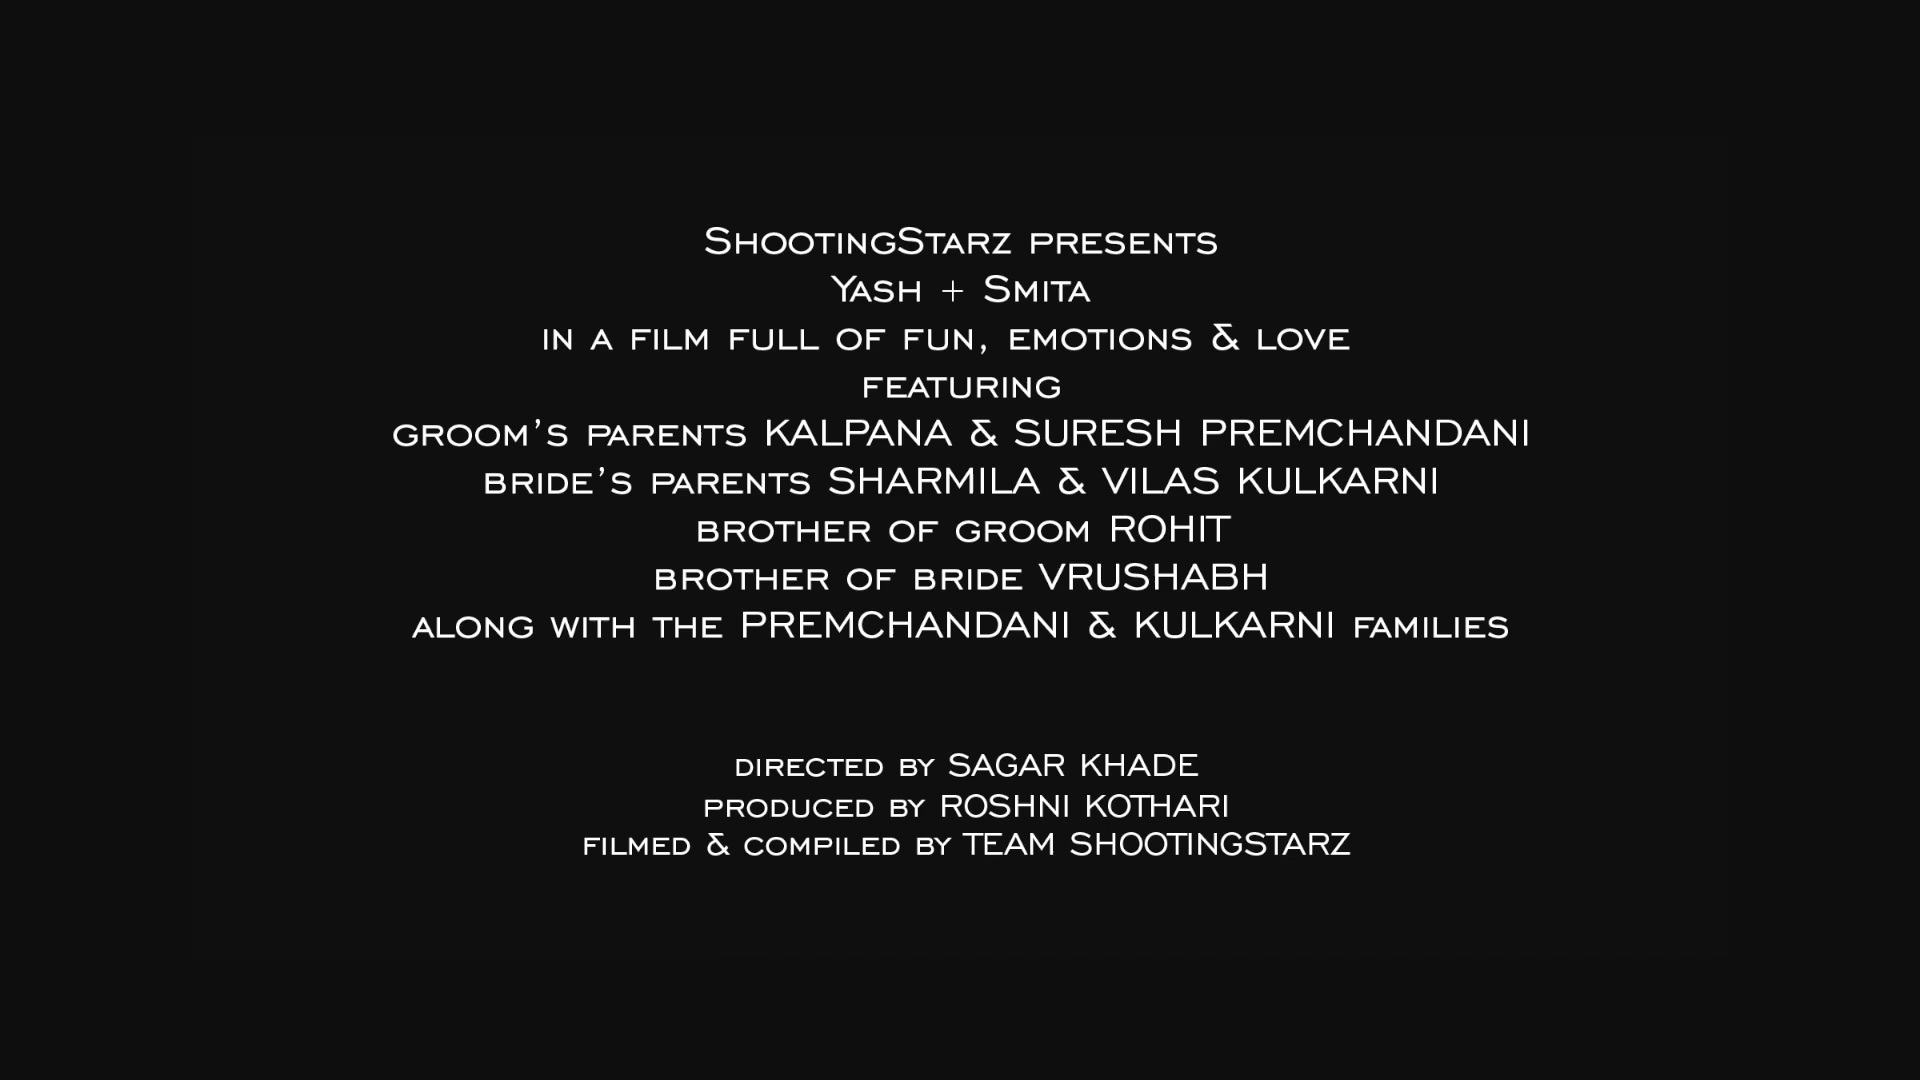 ShootingStarz presents
Yash + Smita
in a film full of fun, emotions & love
featuring
groom's parents KALPANA & SURESH PREMCHANDANI
bride's parents SHARMILA & VILAS KULKARNI
brother of groom ROHIT
brother of bride VRUSHABH
along with the PREMCHANDANI & KULKARNI families
directed by SAGAR KHADE
produced by ROSHNI KOTHARI
filmed & compiled by TEAM SHOOTINGSTARZ